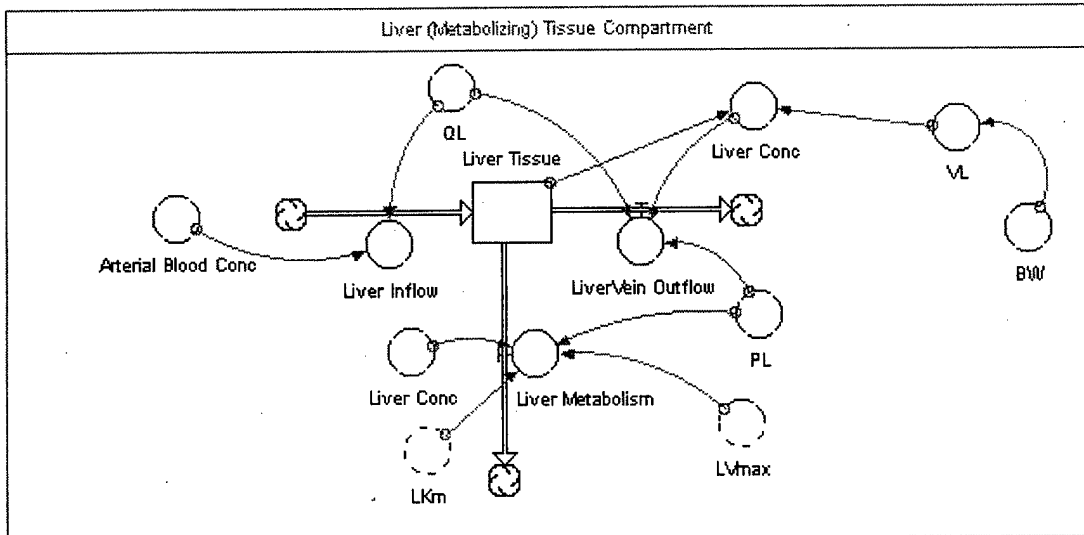 Liver (Metabolizing) Tissue Compartment
QL
Liver Tissue
Liver Conc
VL
Arterial Blood Conc
Liver Inflow
LiverVein Outflow
BW
PL
Liver Conc
Liver Metabolism
LKm
LVmax